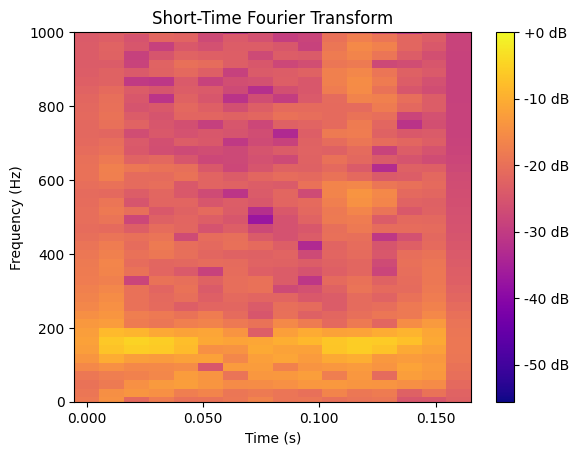 Short-Time Fourier Transform
1000
800
600
400
200
0
Frequency (Hz)
0.000
0.050
0.100
0.150
Time (s)
+0 dB
-10 dB
-20 dB
-30 dB
-40 dB
-50 dB